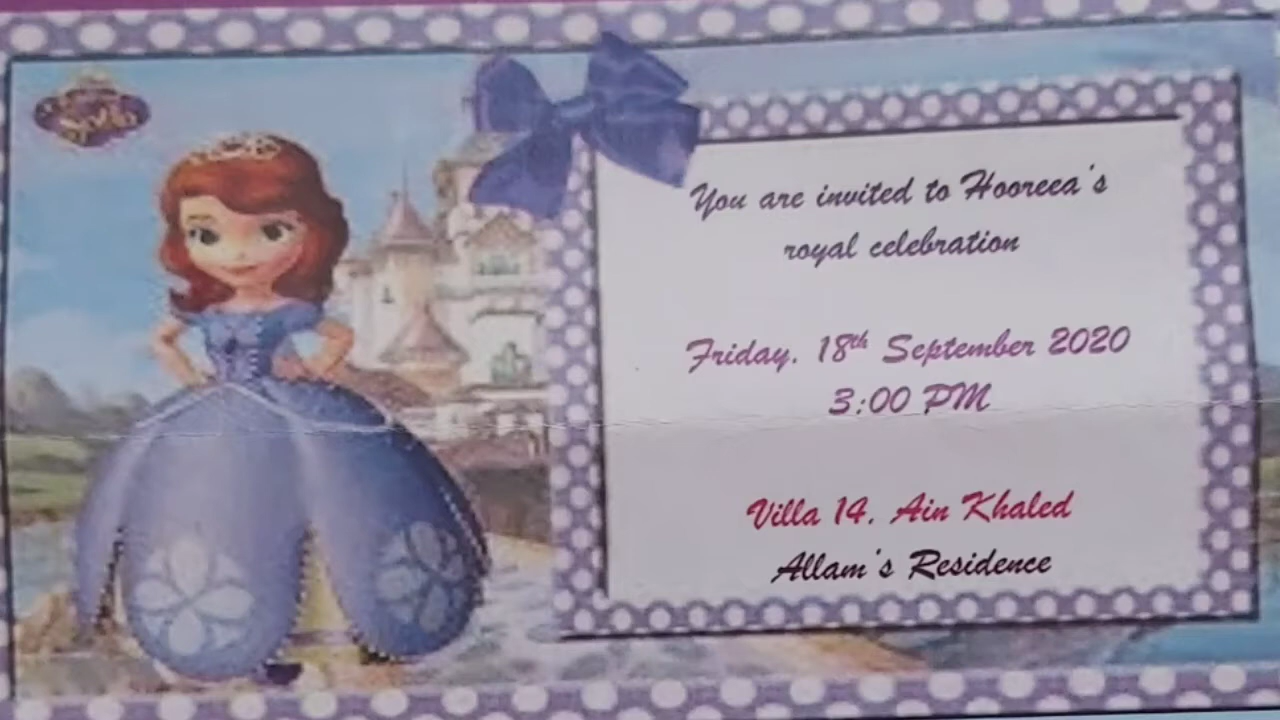 Sofia
You are invited to Hooreea's
royal celebration
Friday, 18th September 2020
3:00 PM
Villa 14, Ain Khaled
Allam's Residence